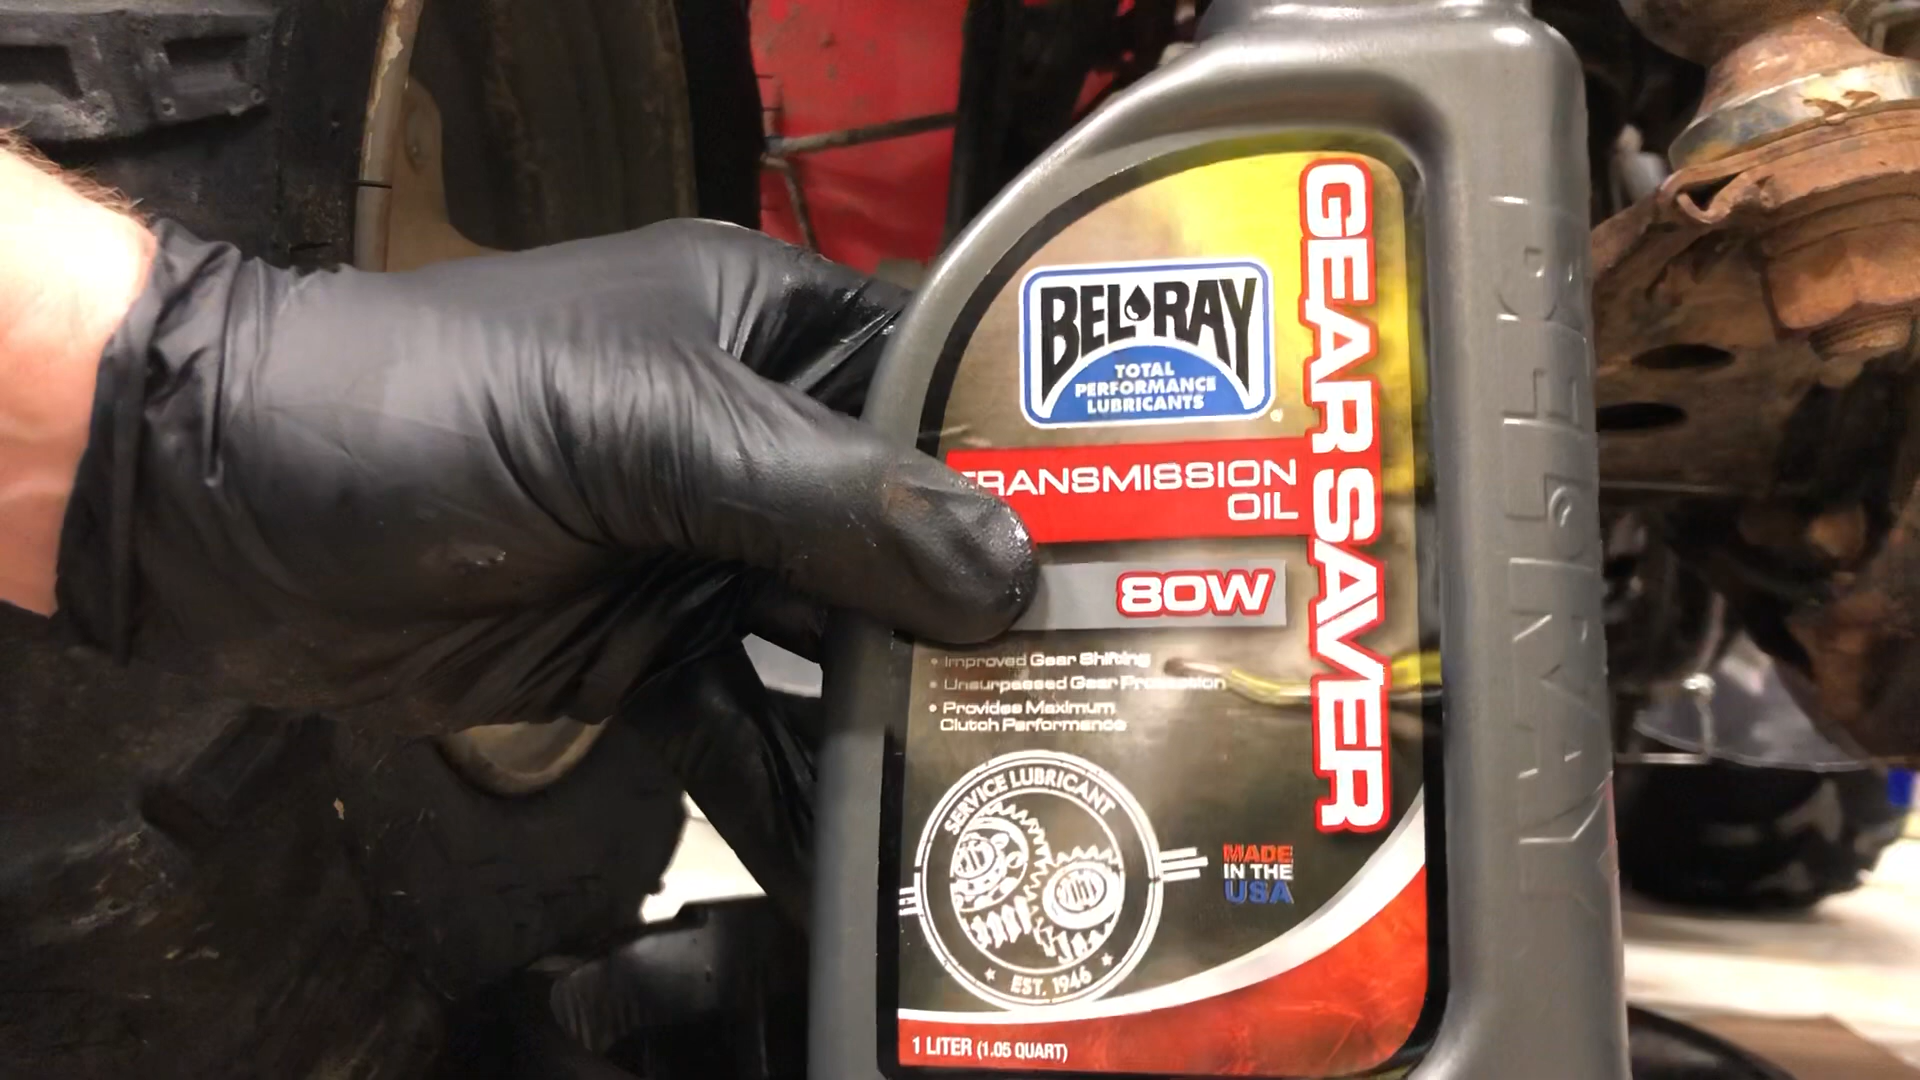 GEAR SAVER
BEL-RAY
TOTAL
PERFORMANCE
LUBRICANTS
TRANSMISSION
OIL
80W
• Improved Gear Shifting
• Unsurpassed Gear Protection
• Provides Maximum
Clutch Performance
SERVICE LUBRICANT
EST. 1946
MADE
IN THE
USA
1 LITER (1.05 QUART)